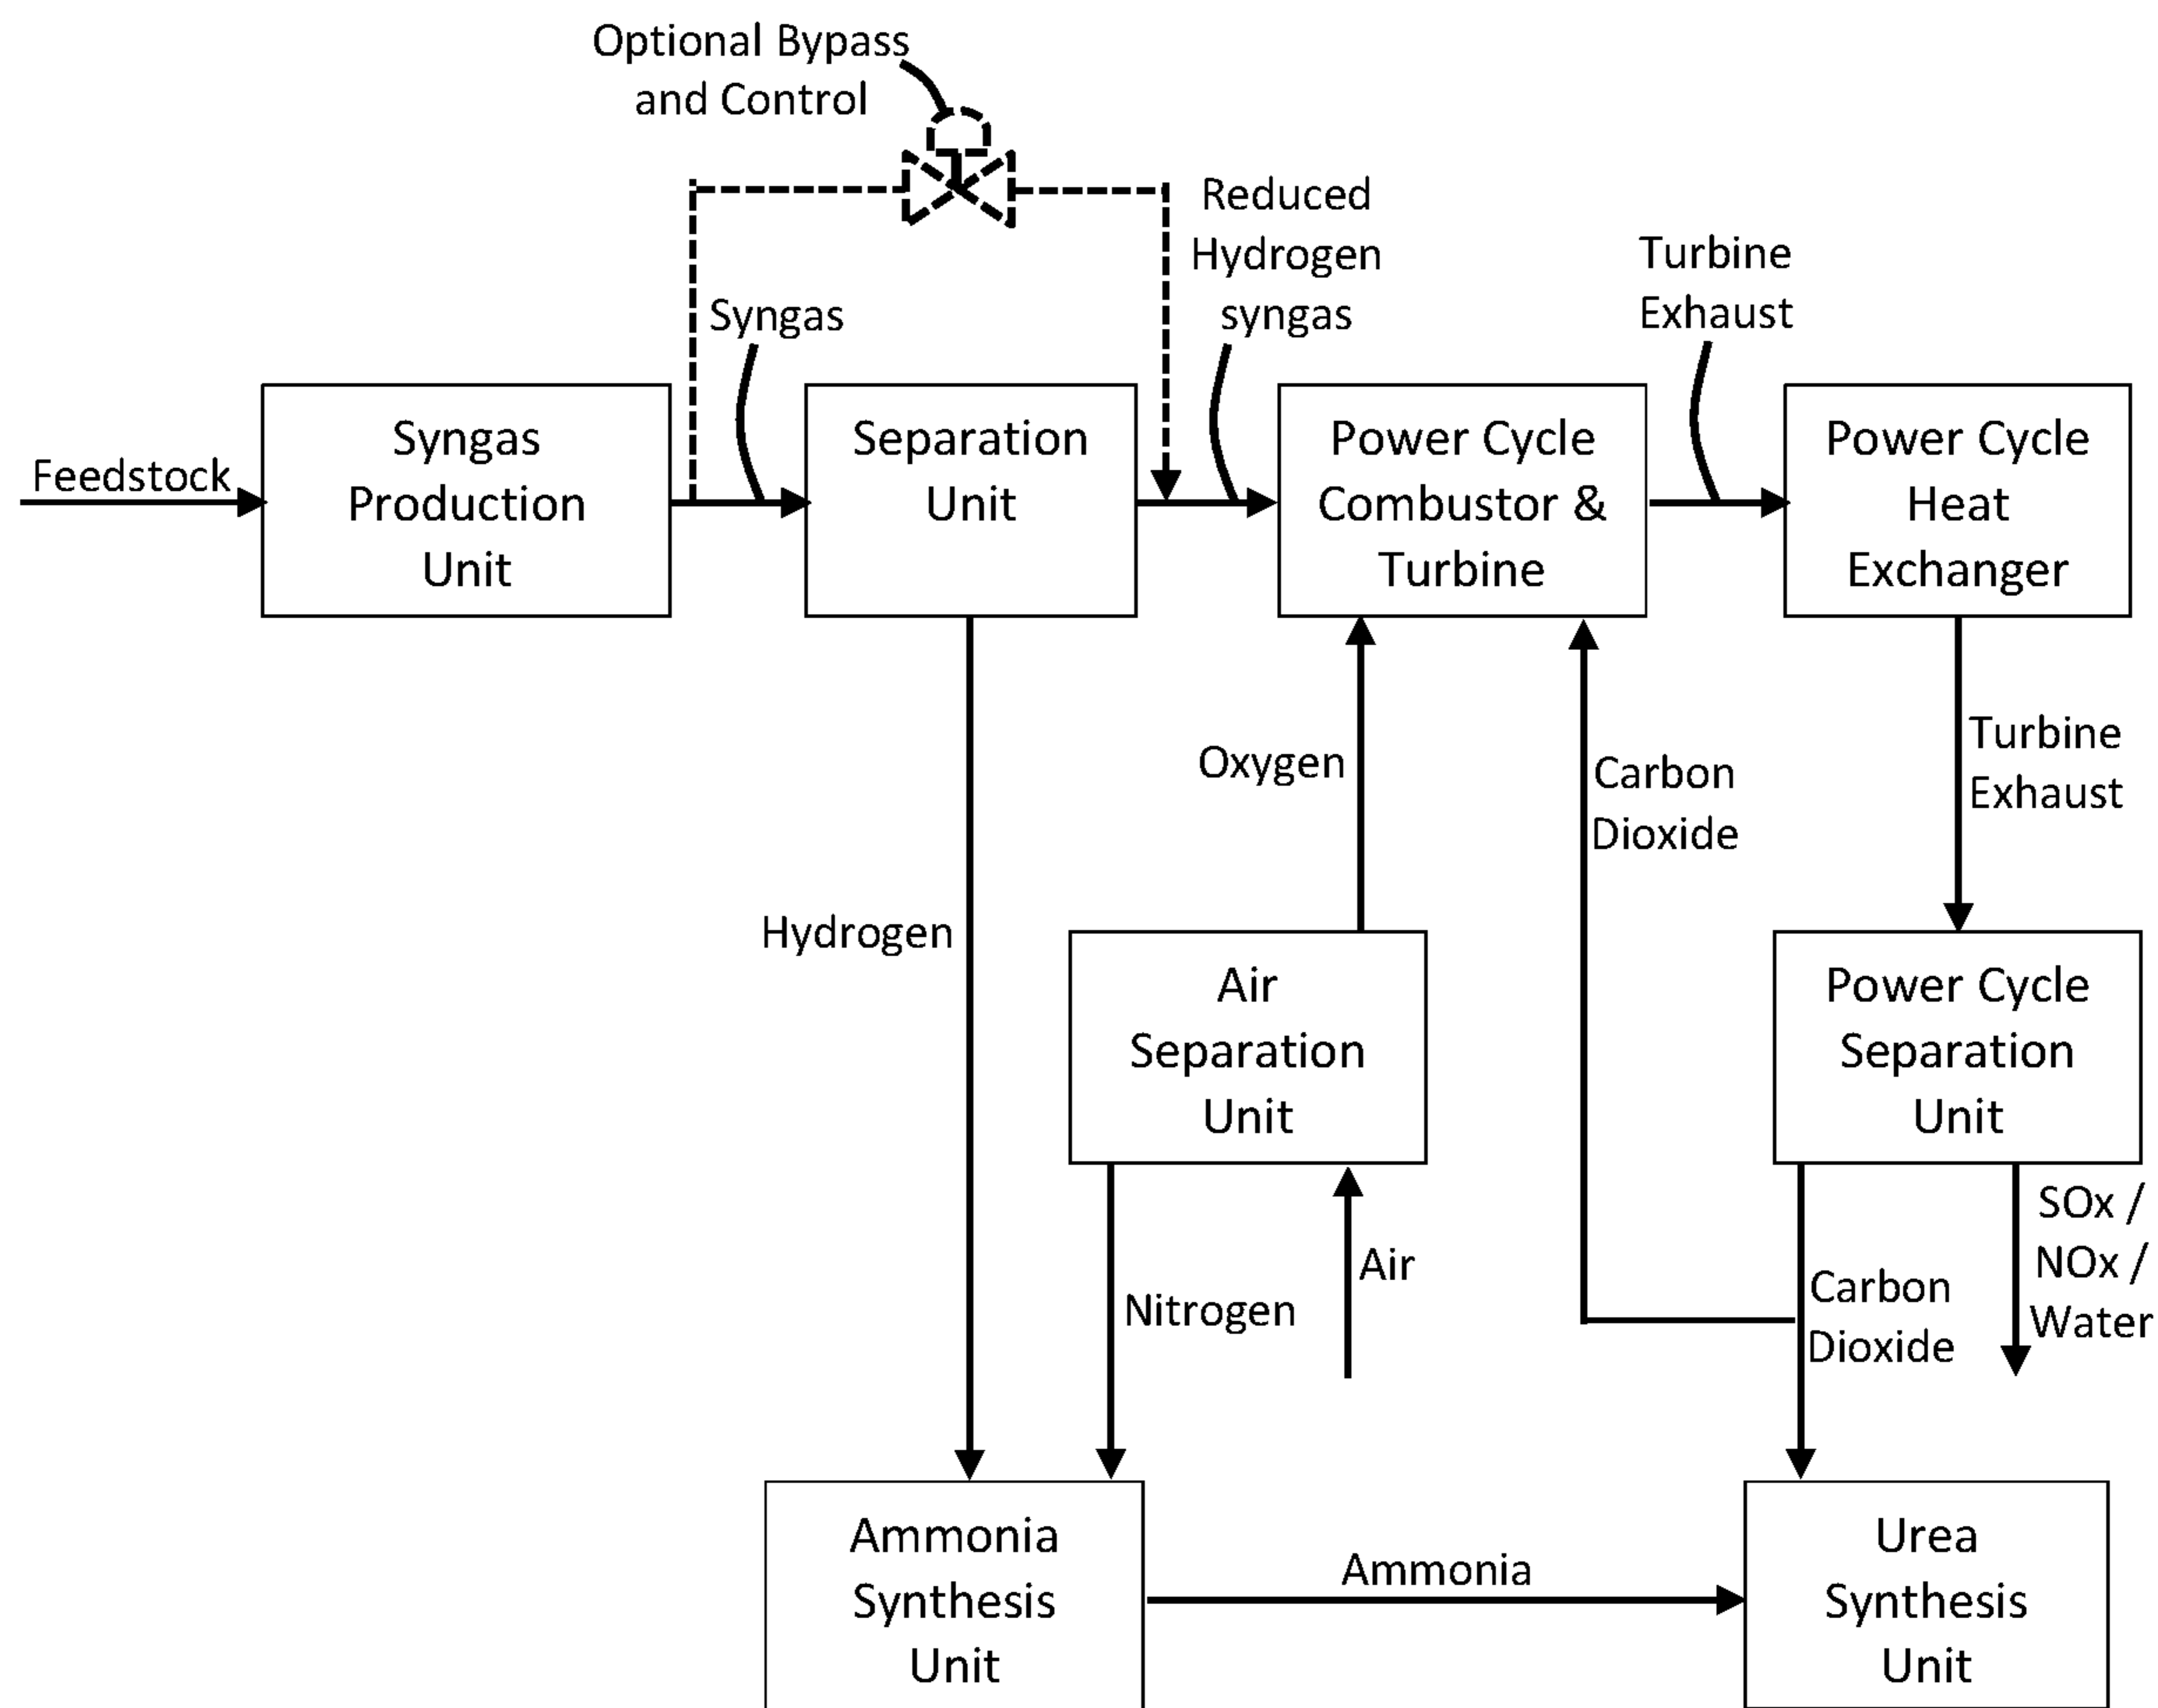 Optional Bypass
and Control
Reduced
Hydrogen
syngas
Turbine
Exhaust
Syngas
Feedstock
Syngas
Production
Unit
Separation
Unit
Power Cycle
Combustor &
Turbine
Power Cycle
Heat
Exchanger
Oxygen
Carbon
Dioxide
Turbine
Exhaust
Hydrogen
Air
Separation
Unit
Power Cycle
Separation
Unit
Nitrogen
Air
Carbon
Dioxide
SOx /
NOx /
Water
Ammonia
Synthesis
Unit
Ammonia
Urea
Synthesis
Unit